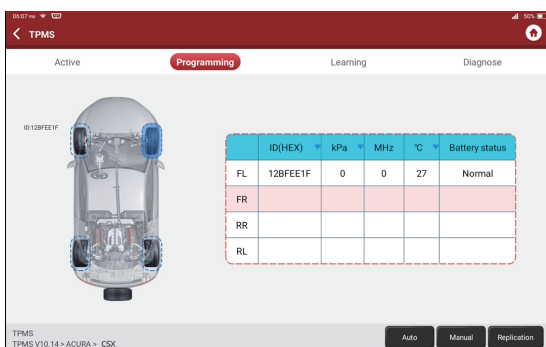 06:07 PM 50%
TPMS
Active Programming Learning Diagnose
ID:12BFEE1F
ID(HEX) kPa MHz ℃ Battery status
FL 12BFEE1F 0 0 27 Normal
FR
RR
RL
TPMS
TPMS V10.14 > ACURA > CSX
Auto Manual Replication